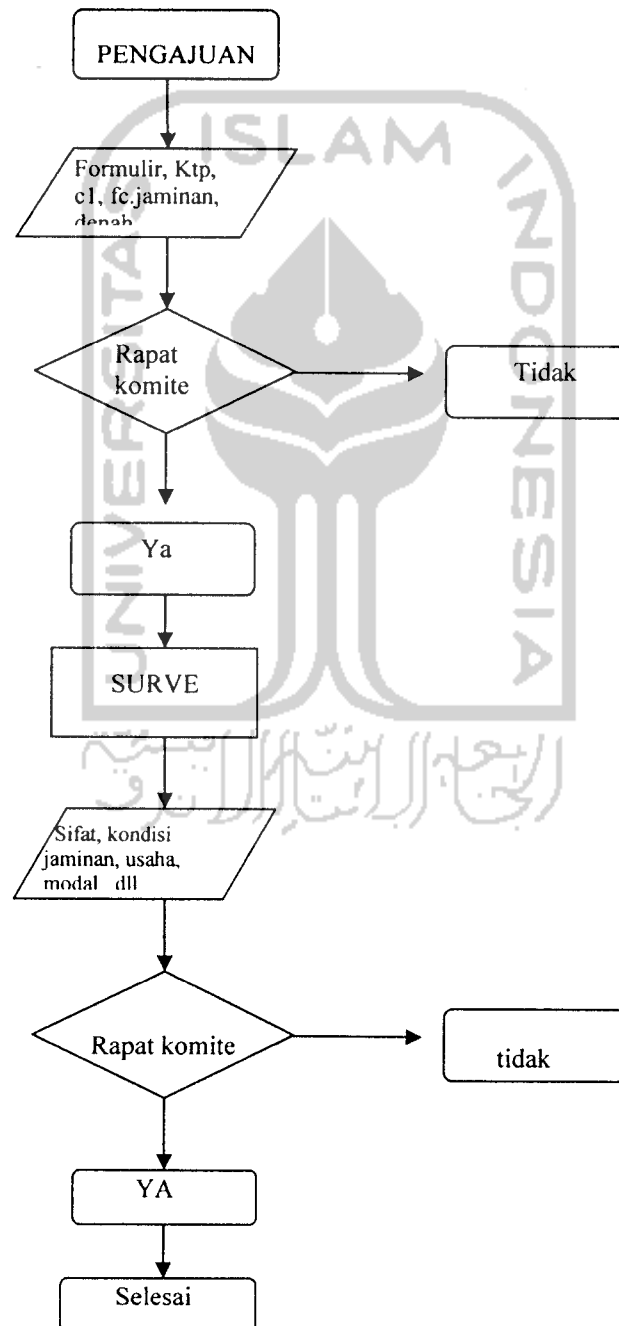 PENGAJUAN
Formulir, Ktp,
c1, fc.jaminan,
denah
Rapat
komite
Tidak
Ya
SURVE
Sifat, kondisi
jaminan, usaha,
modal dll
Rapat komite
tidak
YA
Selesai
UNIVERSITAS
ISLAM
INDONESIA